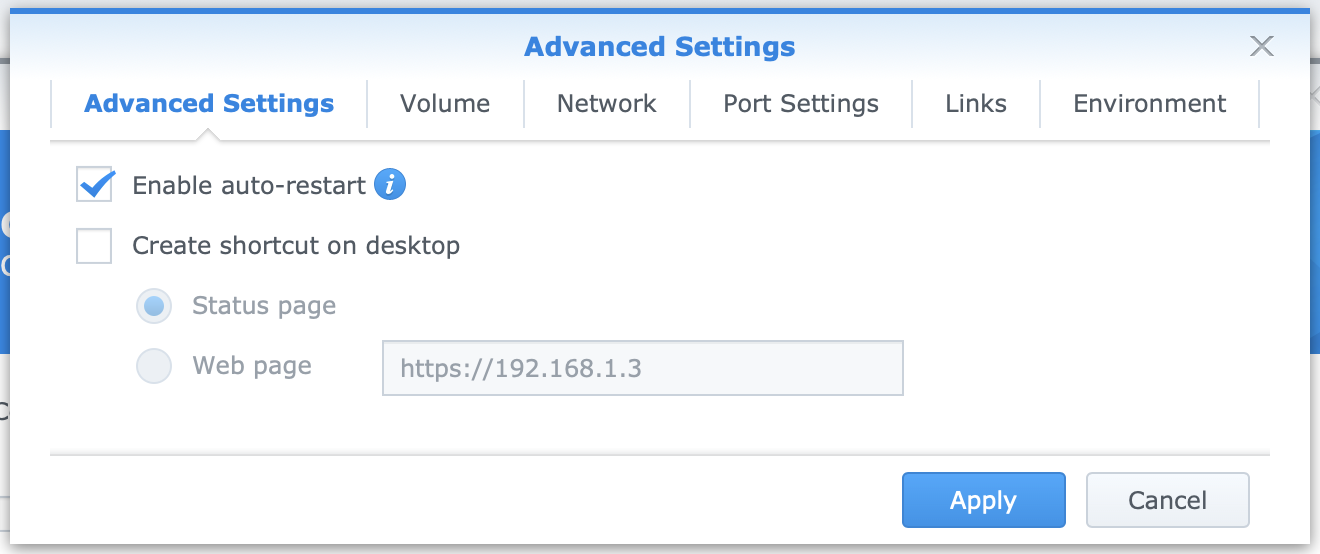 Advanced Settings
Advanced Settings Volume Network Port Settings Links Environment
Enable auto-restart i
Create shortcut on desktop
Status page
Web page https://192.168.1.3
Apply Cancel